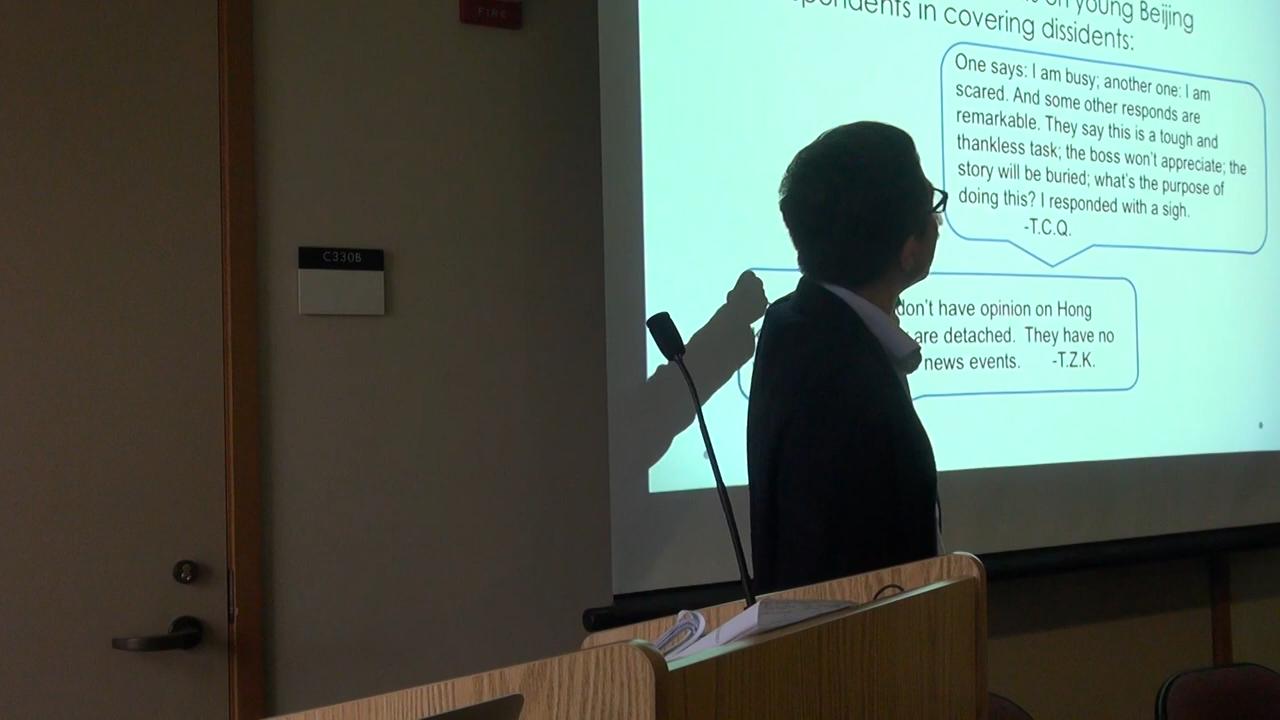 FIRE
on young Beijing
in covering dissidents:
One says: I am busy; another one: I am
scared. And some other responds are
remarkable. They say this is a tough and
thankless task; the boss won't appreciate; the
story will be buried; what's the purpose of
doing this? I responded with a sigh.
-T.C.Q.
C330B
don't have opinion on Hong
are detached. They have no
news events. -T.Z.K.